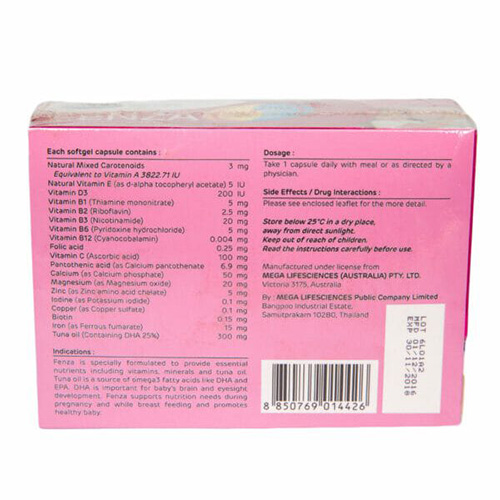 Each softgel capsule contains :
Natural Mixed Carotenoids 3 mg
Equivalent to Vitamin A 3822.71 IU
Natural Vitamin E (as d-alpha tocopheryl acetate) 5 IU
Vitamin D3 200 IU
Vitamin B1 (Thiamine mononitrate) 5 mg
Vitamin B2 (Riboflavin) 2.5 mg
Vitamin B3 (Nicotinamide) 20 mg
Vitamin B6 (Pyridoxine hydrochloride) 5 mg
Vitamin B12 (Cyanocobalamin) 0.004 mg
Folic acid 0.25 mg
Vitamin C (Ascorbic acid) 100 mg
Pantothenic acid as Calcium pantothenate 6.9 mg
Calcium (as Calcium phosphate) 50 mg
Magnesium (as Magnesium oxide) 20 mg
Zinc (as Zinc amino acid chelate) 5 mg
Iodine (as Potassium iodide) 0.1 mg
Copper (as Copper sulfate) 0.1 mg
Biotin 0.15 mg
Iron (as Ferrous fumarate) 15 mg
Tuna oil (Containing DHA 25%) 300 mg
Indications :
Fenza is specially formulated to provide essential
nutrients including vitamins, minerals and tuna oil.
Tuna oil is a source of omega3 fatty acids like DHA and
EPA. DHA is important for baby's brain and eyesight
development. Fenza supports nutrition needs during
pregnancy and while breast feeding and promotes
healthy baby.
Dosage :
Take 1 capsule daily with meal or as directed by a
physician.
Side Effects / Drug Interactions :
Please see enclosed leaflet for the more detail.
Store below 25°C in a dry place,
away from direct sunlight.
Keep out of reach of children.
Read the instructions carefully before use.
Manufactured under license from
MEGA LIFESCIENCES (AUSTRALIA) PTY. LTD.
Victoria 3175, Australia
By : MEGA LIFESCIENCES Public Company Limited
Bangpoo Industrial Estate,
Samutprakarn 10280, Thailand
8 850769 014426
LOT 6L0182
MFD 01/12/2016
EXP 30/11/2018